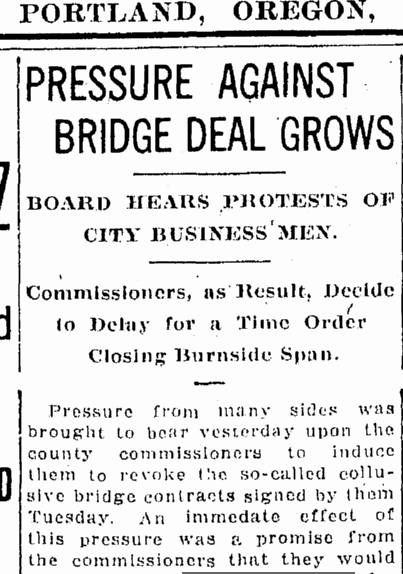 PORTLAND, OREGON,
PRESSURE AGAINST
BRIDGE DEAL GROWS
BOARD HEARS PROTESTS OF
CITY BUSINESS MEN.
Commissioners, as Result, Decide
to Delay for a Time Order
Closing Burnside Span.
Pressure from many sides was
brought to bear yesterday upon the
county commissioners to induce
them to revoke the so-called collu-
sive bridge contracts signed by them
Tuesday. An immedate effect of
this pressure was a promise from
the commissioners that they would